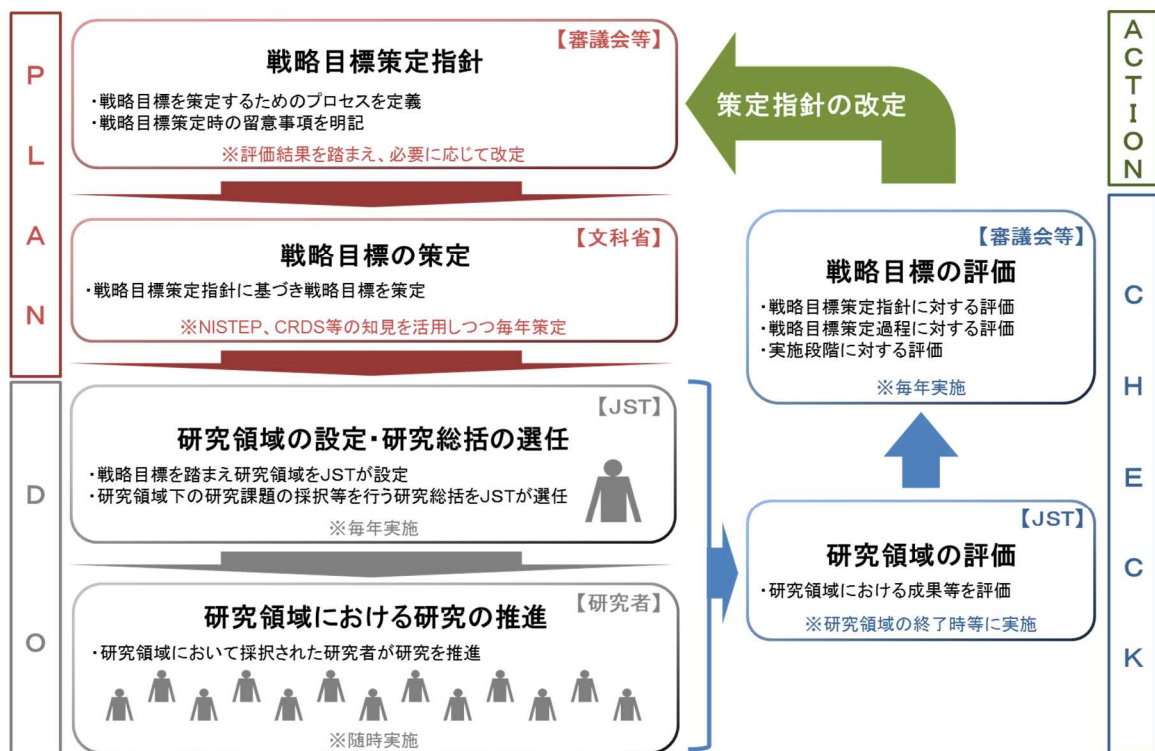 PLAN
【審議会等】
戦略目標策定指針
・戦略目標を策定するためのプロセスを定義
・戦略目標策定時の留意事項を明記
※評価結果を踏まえ、必要に応じて改定
【文科省】
戦略目標の策定
・戦略目標策定指針に基づき戦略目標を策定
※NISTEP、CRDS等の知見を活用しつつ毎年策定
DO
【JST】
研究領域の設定・研究総括の選任
・戦略目標を踏まえ研究領域をJSTが設定
・研究領域下の研究課題の採択等を行う研究総括をJSTが選任
※毎年実施
【研究者】
研究領域における研究の推進
・研究領域において採択された研究者が研究を推進
※随時実施
CHECK
【JST】
研究領域の評価
・研究領域における成果等を評価
※研究領域の終了時等に実施
【審議会等】
戦略目標の評価
・戦略目標策定指針に対する評価
・戦略目標策定過程に対する評価
・実施段階に対する評価
※毎年実施
ACTION
策定指針の改定